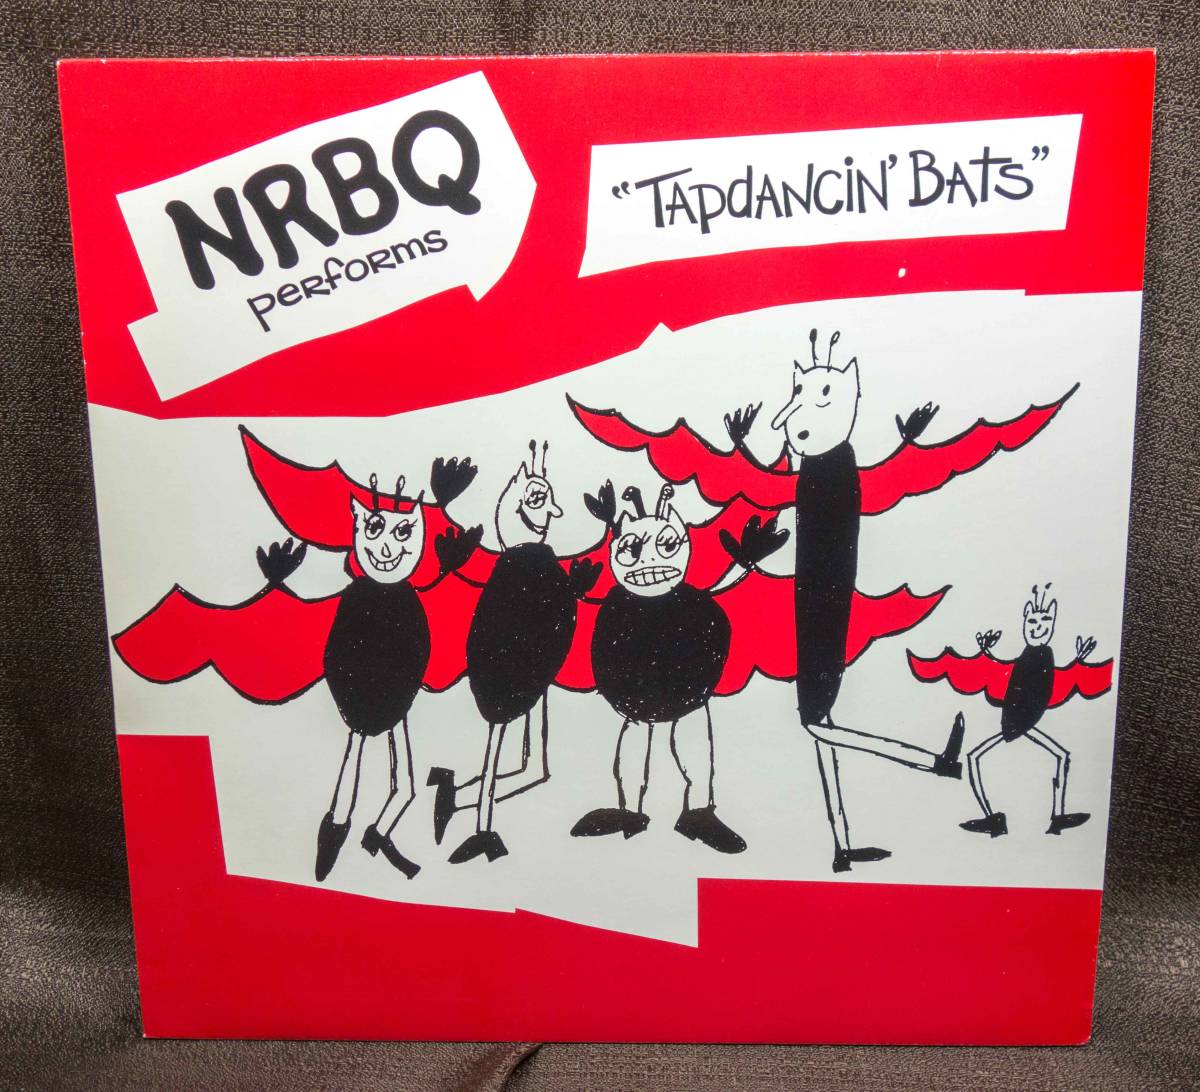 NRBQ
performs
“TAPdANCiN’ BATS”